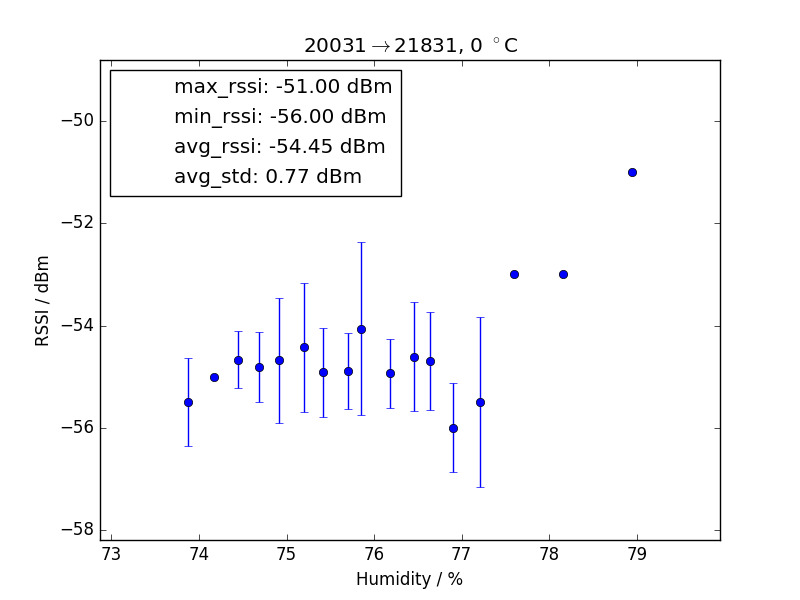 20031→21831, 0 °C
max_rssi: -51.00 dBm
min_rssi: -56.00 dBm
avg_rssi: -54.45 dBm
avg_std: 0.77 dBm
−50
−52
−54
−56
−58
RSSI / dBm
73 74 75 76 77 78 79
Humidity / %